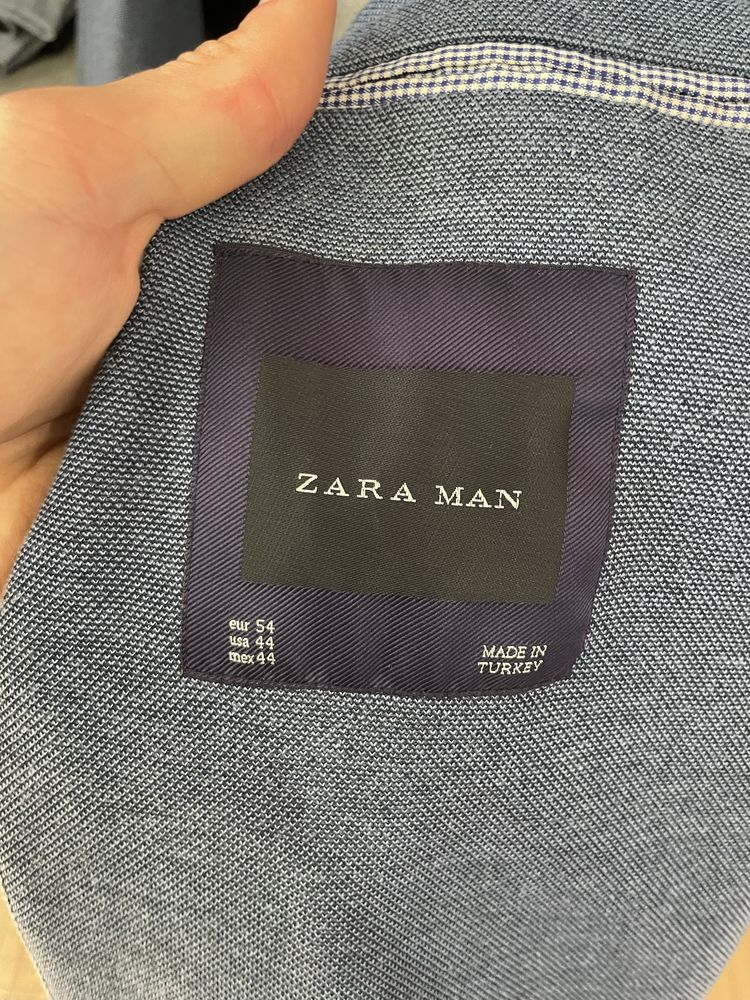 ZARA MAN
eur 54
usa 44
mex 44
MADE IN
TURKEY